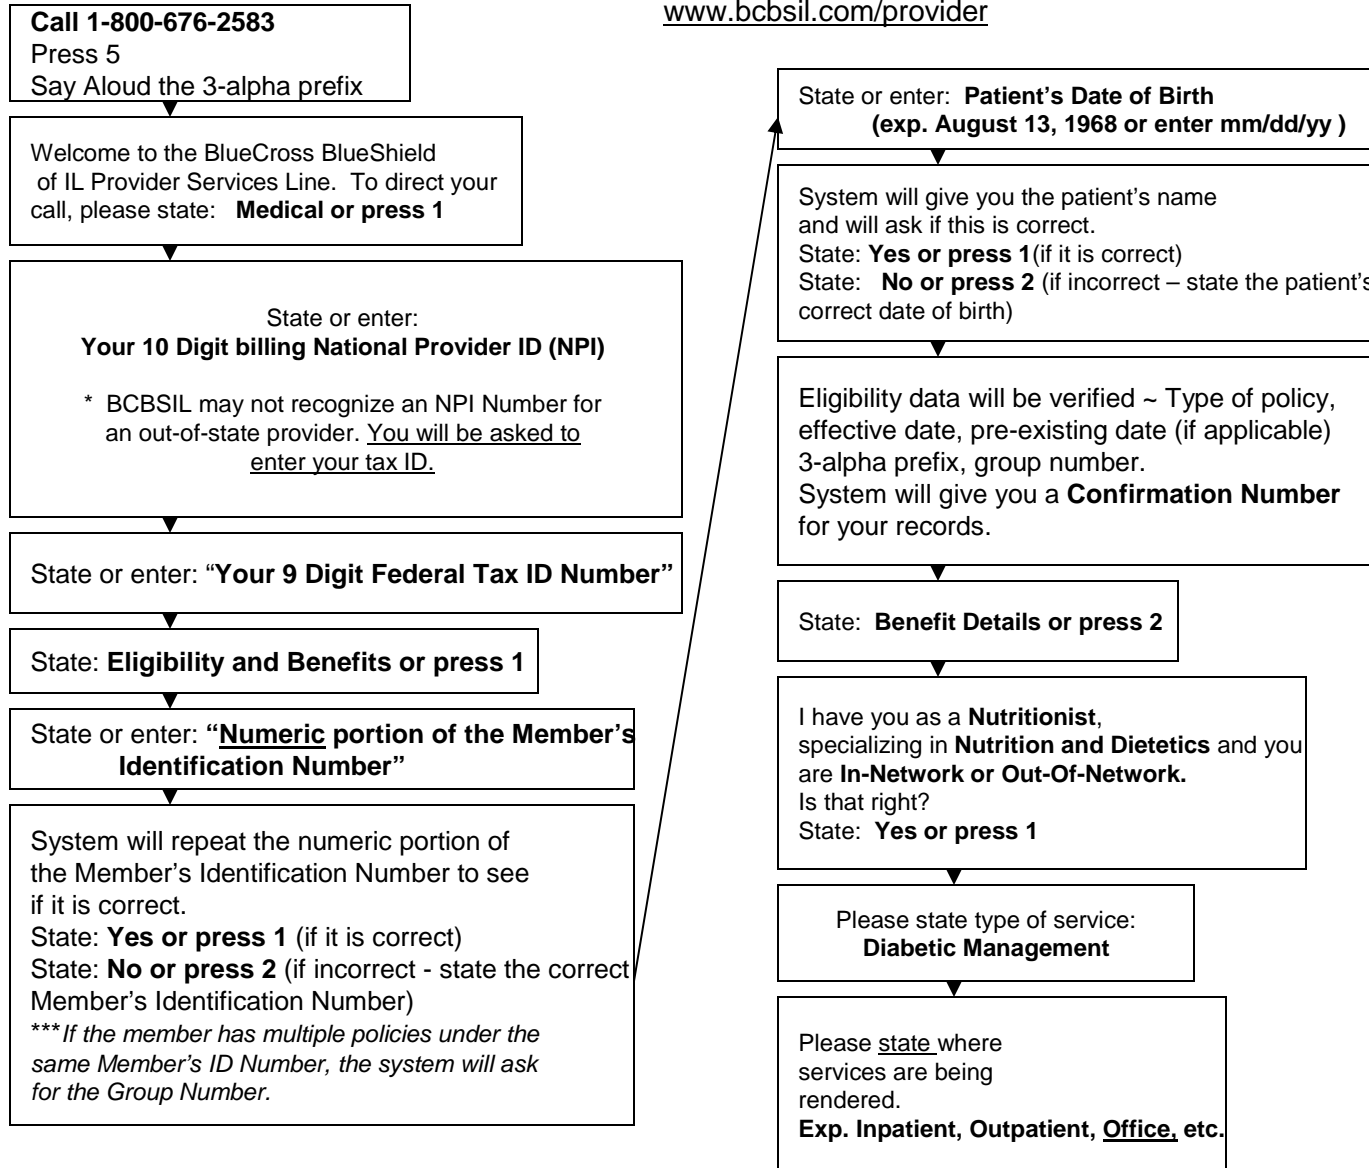 www.bcbsil.com/provider
Call 1-800-676-2583
Press 5
Say Aloud the 3-alpha prefix
Welcome to the BlueCross BlueShield
of IL Provider Services Line. To direct your
call, please state: Medical or press 1
State or enter:
Your 10 Digit billing National Provider ID (NPI)
* BCBSIL may not recognize an NPI Number for
an out-of-state provider. You will be asked to
enter your tax ID.
State or enter: “Your 9 Digit Federal Tax ID Number”
State: Eligibility and Benefits or press 1
State or enter: “Numeric portion of the Member’s
Identification Number”
System will repeat the numeric portion of
the Member’s Identification Number to see
if it is correct.
State: Yes or press 1 (if it is correct)
State: No or press 2 (if incorrect - state the correct
Member’s Identification Number)
***If the member has multiple policies under the
same Member’s ID Number, the system will ask
for the Group Number.
State or enter: Patient’s Date of Birth
(exp. August 13, 1968 or enter mm/dd/yy )
System will give you the patient’s name
and will ask if this is correct.
State: Yes or press 1(if it is correct)
State: No or press 2 (if incorrect – state the patient’s
correct date of birth)
Eligibility data will be verified ~ Type of policy,
effective date, pre-existing date (if applicable)
3-alpha prefix, group number.
System will give you a Confirmation Number
for your records.
State: Benefit Details or press 2
I have you as a Nutritionist,
specializing in Nutrition and Dietetics and you
are In-Network or Out-Of-Network.
Is that right?
State: Yes or press 1
Please state type of service:
Diabetic Management
Please state where
services are being
rendered.
Exp. Inpatient, Outpatient, Office, etc.